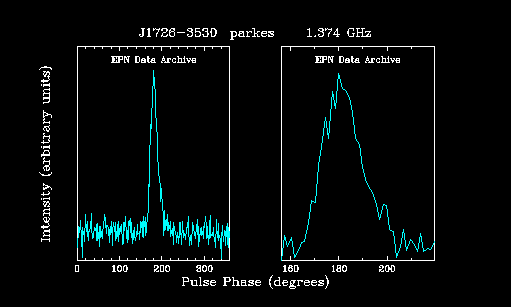 J1726-3530 parkes 1.374 GHz
EPN Data Archive
EPN Data Archive
Intensity (arbitrary units)
0 100 200 300
160 180 200
Pulse Phase (degrees)